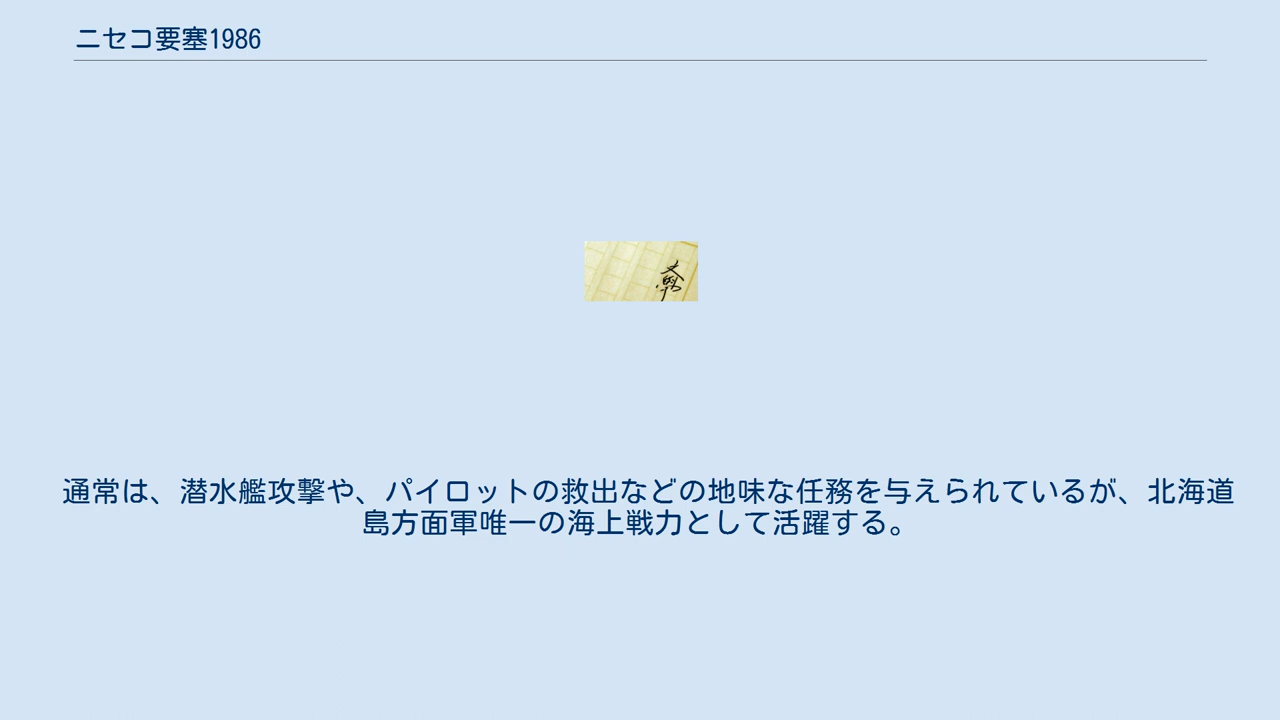 ニセコ要塞1986
通常は、潜水艦攻撃や、パイロットの救出などの地味な任務を与えられているが、北海道
島方面軍唯一の海上戦力として活躍する。